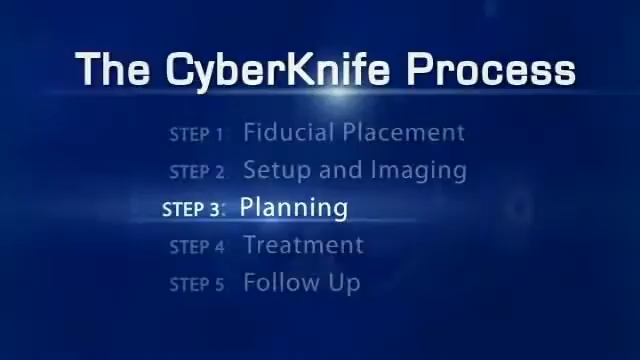 The CyberKnife Process
STEP 1: Fiducial Placement
STEP 2: Setup and Imaging
STEP 3: Planning
STEP 4 Treatment
STEP 5 Follow Up